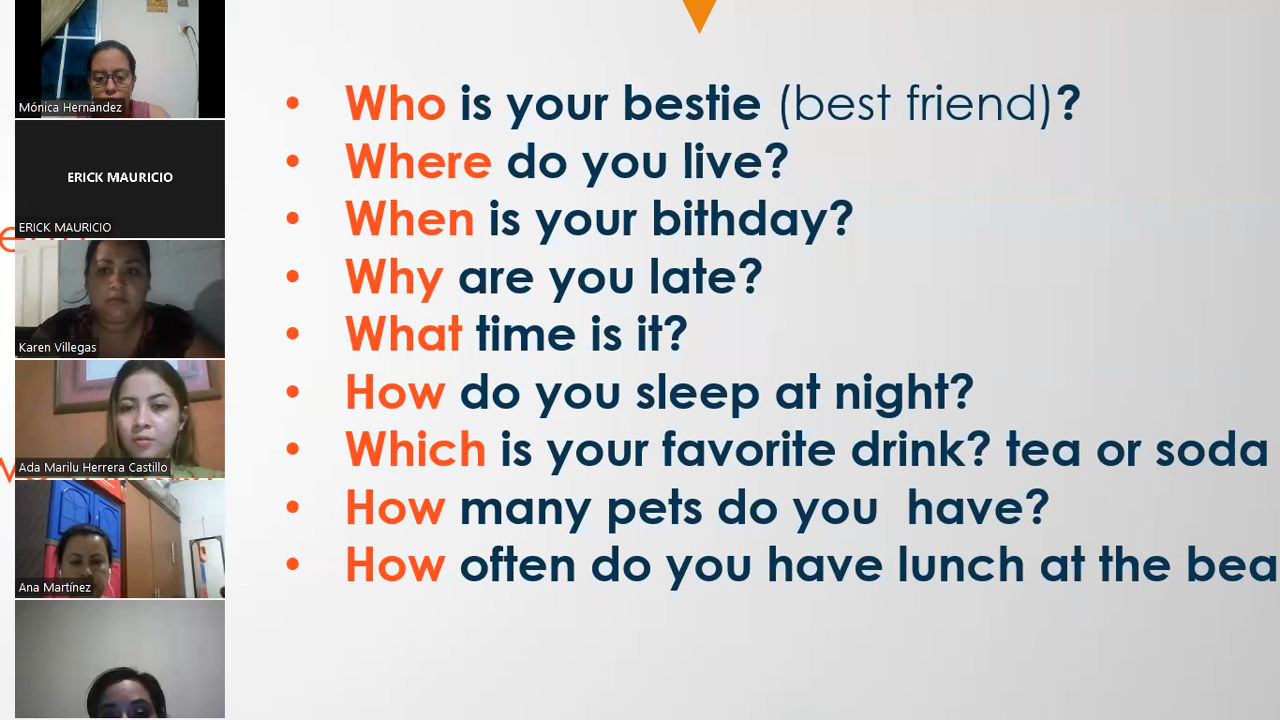 Mónica Hernández
ERICK MAURICIO
ERICK MAURICIO
Karen Villegas
Ada Marilu Herrera Castillo
Ana Martínez
• Who is your bestie (best friend)?
• Where do you live?
• When is your bithday?
• Why are you late?
• What time is it?
• How do you sleep at night?
• Which is your favorite drink? tea or soda
• How many pets do you have?
• How often do you have lunch at the bea